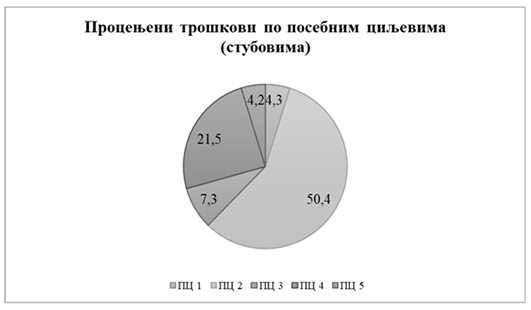 Процењени трошкови по посебним циљевима
(стубовима)
4,2 4,3
21,5
7,3
50,4
ПЦ 1 ПЦ 2 ПЦ 3 ПЦ 4 ПЦ 5